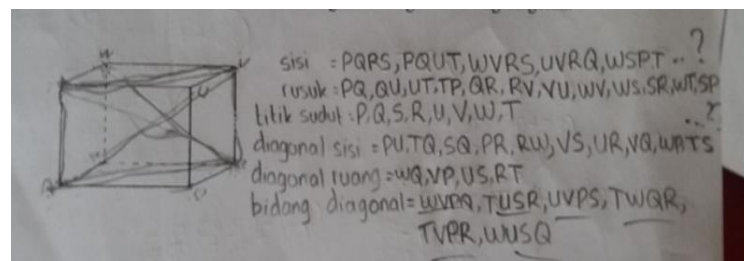 sisi : PQRS, PQUT, WVRS, UVRQ, WSPT ..?
rusuk = PQ, QU, UT, TP, QR, RV, VU, WV, WS, SR, WT, SP
titik sudut : P, Q, S, R, U, V, W, T
diagonal sisi = PU, TQ, SQ, PR, RW, VS, UR, VQ, WP, TS ..?
diagonal ruang = WQ, VP, US, RT
bidang diagonal = WVPQ, TUSR, UVPS, TWQR,
TVPR, WUSQ